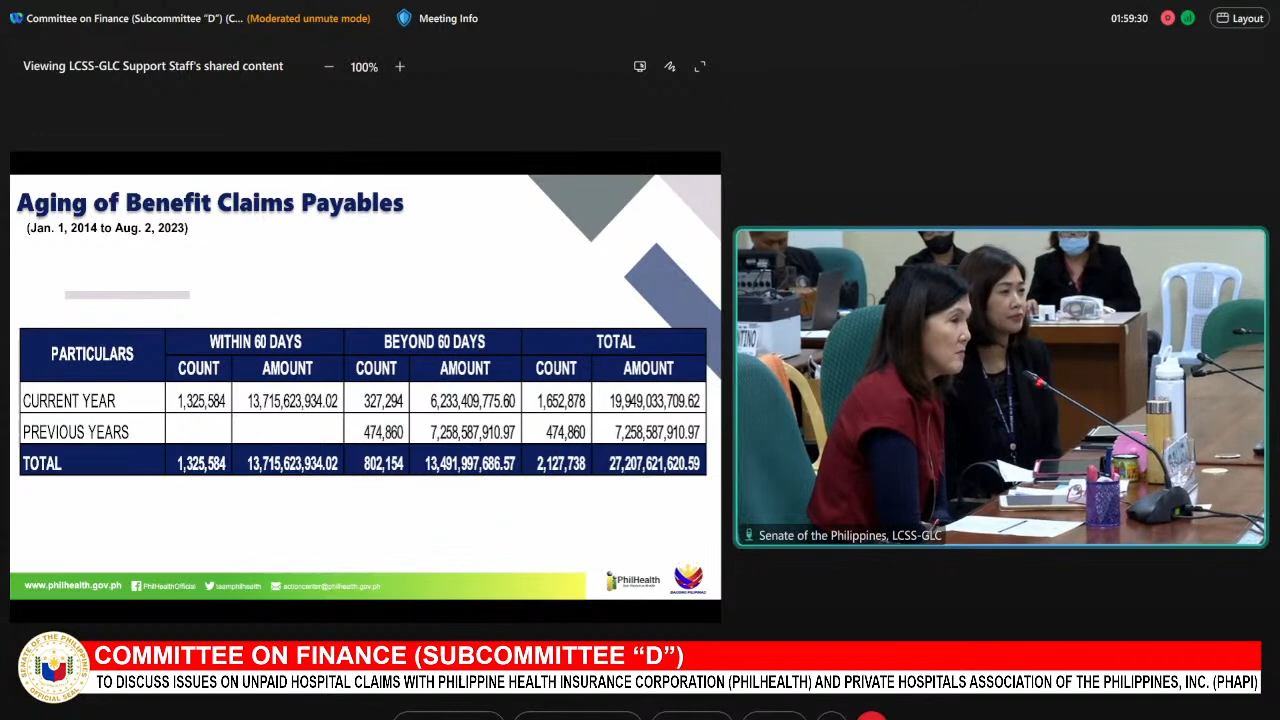 Committee on Finance (Subcommittee “D”) (C... (Moderated unmute mode) Meeting Info 01:59:30 Layout
Viewing LCSS-GLC Support Staff's shared content 100%
Aging of Benefit Claims Payables
(Jan. 1, 2014 to Aug. 2, 2023)
PARTICULARS WITHIN 60 DAYS BEYOND 60 DAYS TOTAL
COUNT AMOUNT COUNT AMOUNT COUNT AMOUNT
CURRENT YEAR 1,325,584 13,715,623,934.02 327,294 6,233,409,775.60 1,652,878 19,949,033,709.62
PREVIOUS YEARS 474,860 7,258,587,910.97 474,860 7,258,587,910.97
TOTAL 1,325,584 13,715,623,934.02 802,154 13,491,997,686.57 2,127,738 27,207,621,620.59
www.philhealth.gov.ph PhilHealthOfficial teamphilhealth actioncenter@philhealth.gov.ph PhilHealth
BAGONG PILIPINAS
Senate of the Philippines, LCSS-GLC
SENATE OF THE PHILIPPINES
OFFICIAL SEAL
COMMITTEE ON FINANCE (SUBCOMMITTEE “D”)
TO DISCUSS ISSUES ON UNPAID HOSPITAL CLAIMS WITH PHILIPPINE HEALTH INSURANCE CORPORATION (PHILHEALTH) AND PRIVATE HOSPITALS ASSOCIATION OF THE PHILIPPINES, INC. (PHAPI)